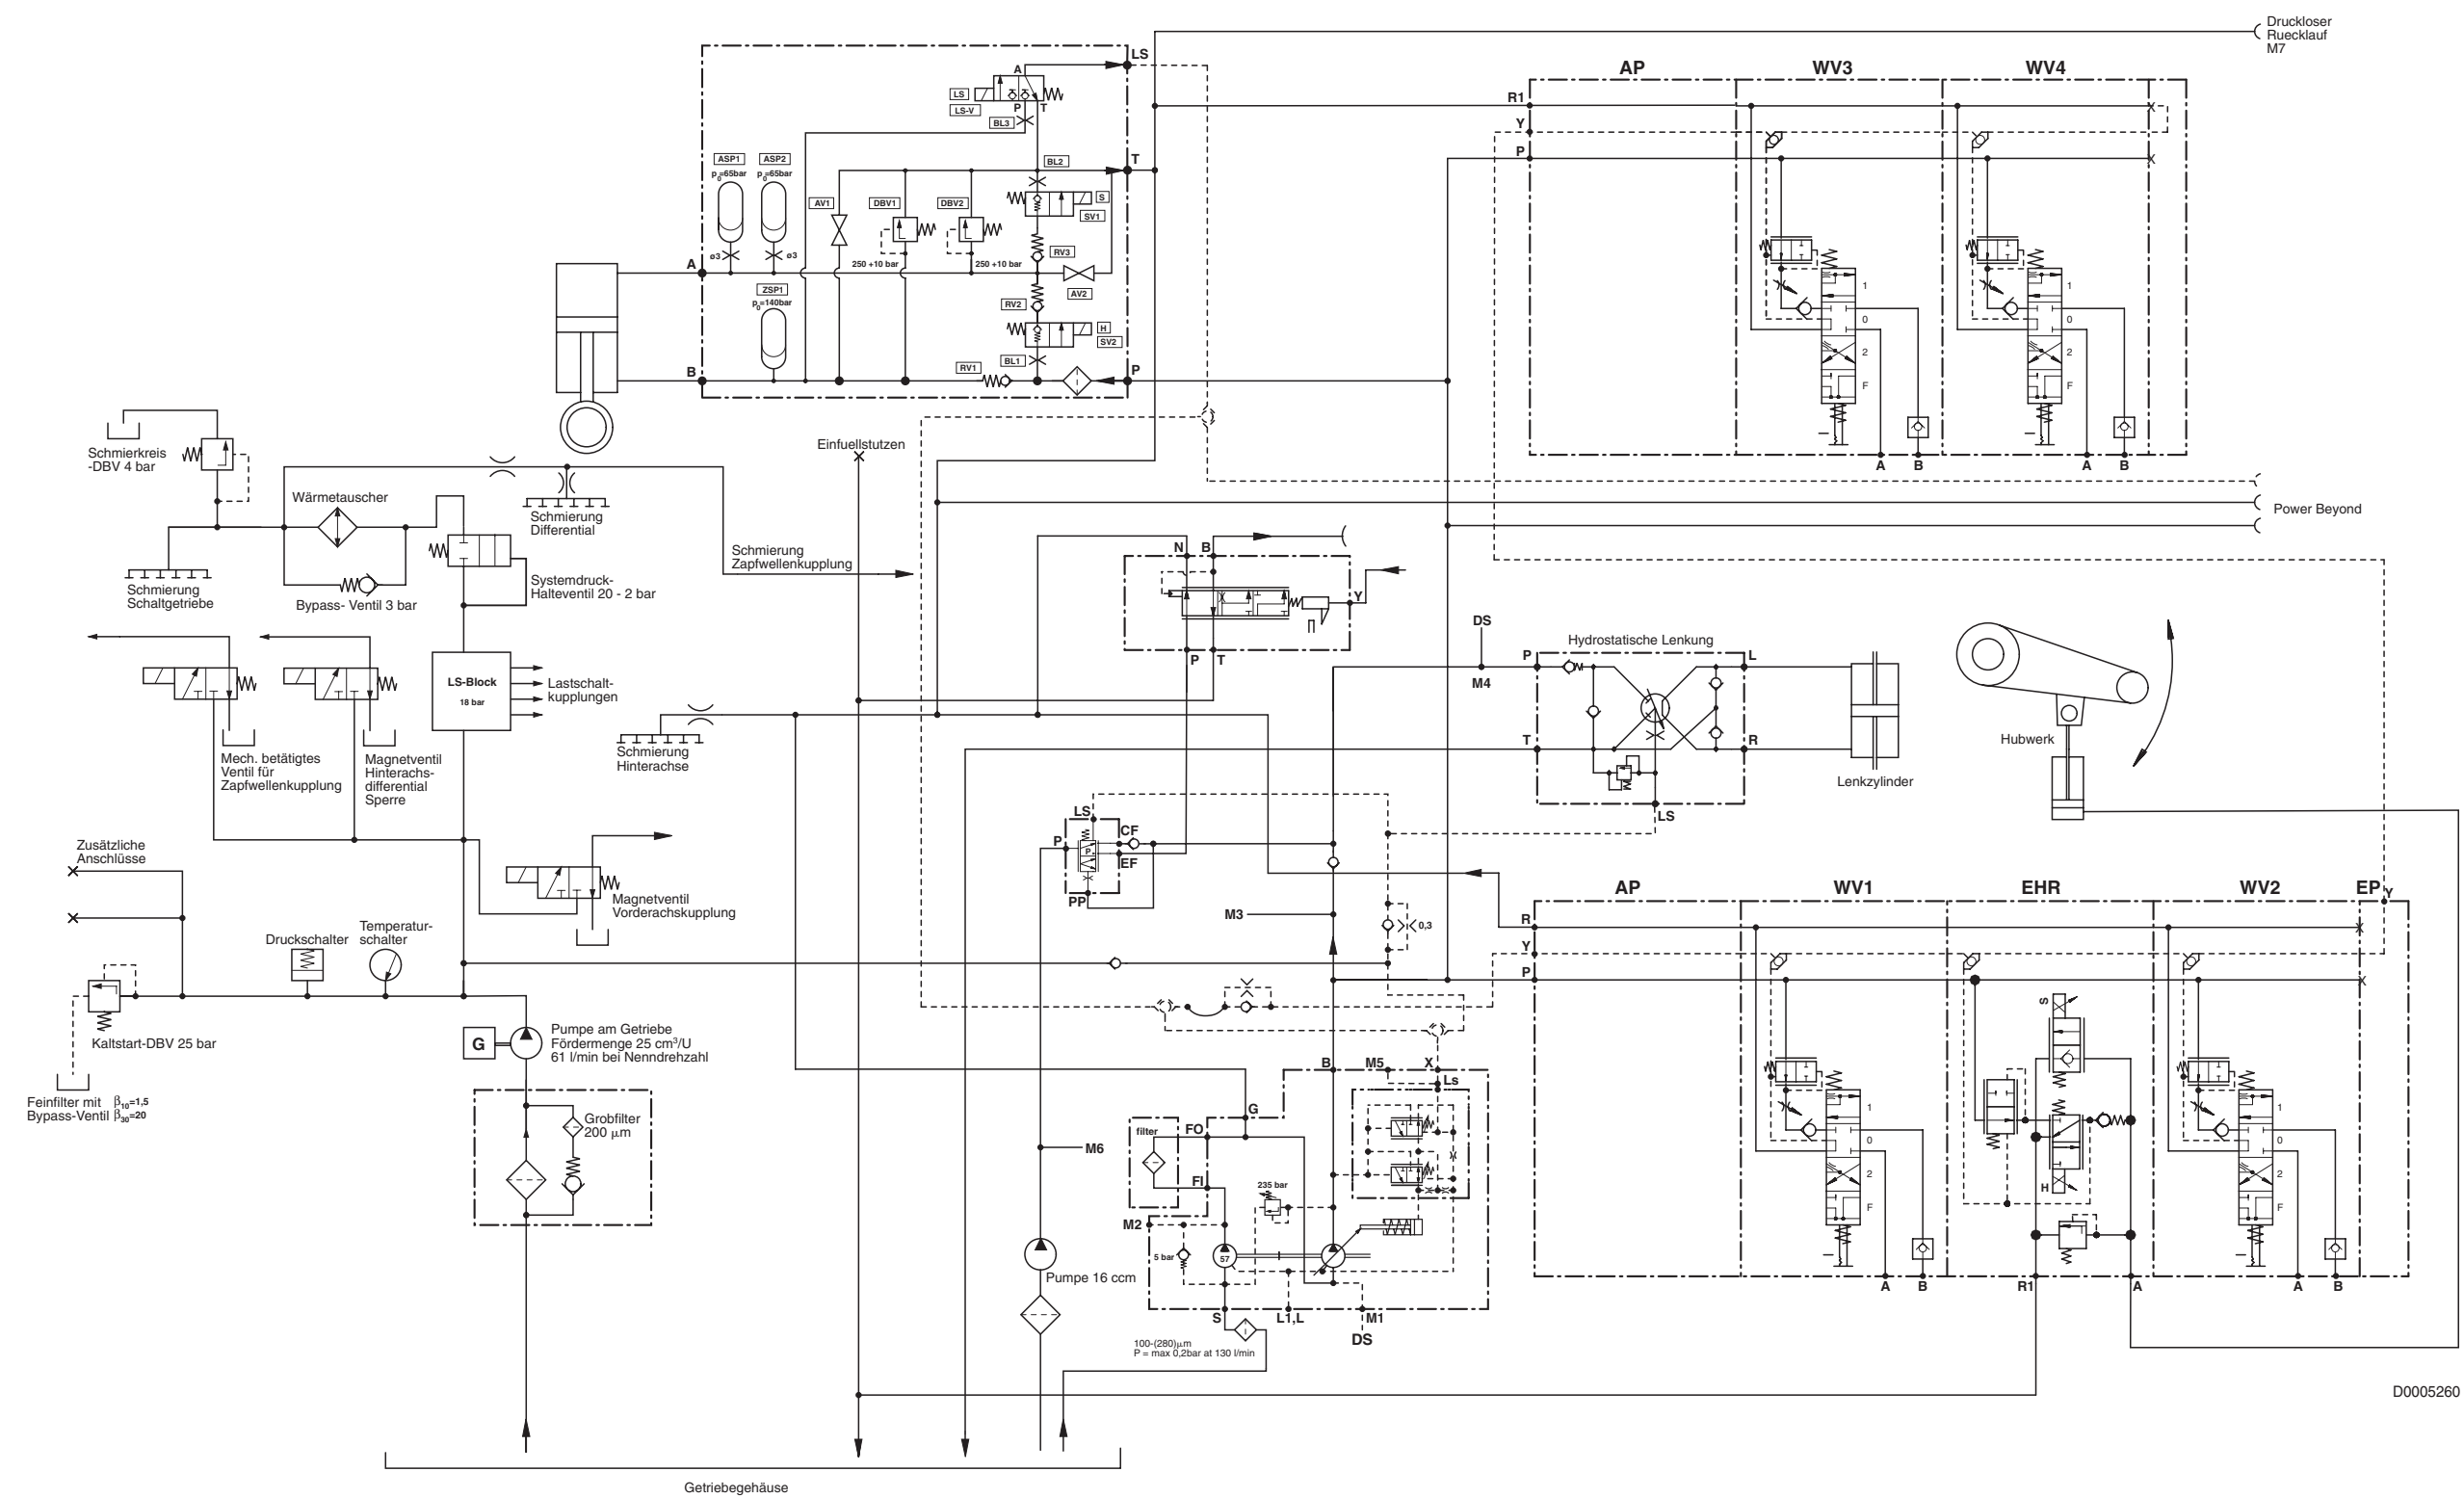 Druckloser
Ruecklauf
M7
LS
A
LS
LS-V
P
T
BL3
ASP1
p0=65bar
ASP2
p0=65bar
BL2
T
AV1
DBV1
DBV2
S
SV1
RV3
ø3
ø3
250 +10 bar
250 +10 bar
A
ZSP1
p0=140bar
AV2
RV2
H
SV2
BL1
RV1
B
P
AP
WV3
WV4
R1
Y
P
1
0
2
F
1
0
2
F
A
B
A
B
Power Beyond
Schmierkreis
-DBV 4 bar
Wärmetauscher
Schmierung
Differential
Schmierung
Schaltgetriebe
Bypass- Ventil 3 bar
Systemdruck-
Halteventil 20 - 2 bar
Schmierung
Zapfwellenkupplung
Einfuellstutzen
N
B
Y
P
T
LS-Block
18 bar
Lastschalt-
kupplungen
Mech. betätigtes
Ventil für
Zapfwellenkupplung
Magnetventil
Hinterachs-
differential
Sperre
Schmierung
Hinterachse
DS
M4
Hydrostatische Lenkung
P
L
T
R
LS
Lenkzylinder
Hubwerk
Zusätzliche
Anschlüsse
Magnetventil
Vorderachskupplung
Druckschalter
Temperatur-
schalter
Kaltstart-DBV 25 bar
Feinfilter mit β10=1,5
Bypass-Ventil β30=20
G
Pumpe am Getriebe
Fördermenge 25 cm³/U
61 l/min bei Nenndrehzahl
Grobfilter
200 µm
LS
CF
P
P
EF
PP
M3
0,3
M6
Pumpe 16 ccm
B
M5
X
Ls
G
filter
FO
FI
235 bar
M2
5 bar
57
S
L1,L
M1
DS
100-(280)µm
P = max 0,2bar at 130 l/min
AP
WV1
EHR
WV2
EP
Y
R
Y
P
S
H
1
0
2
F
1
0
2
F
A
B
R1
A
A
B
D0005260
Getriebegehäuse